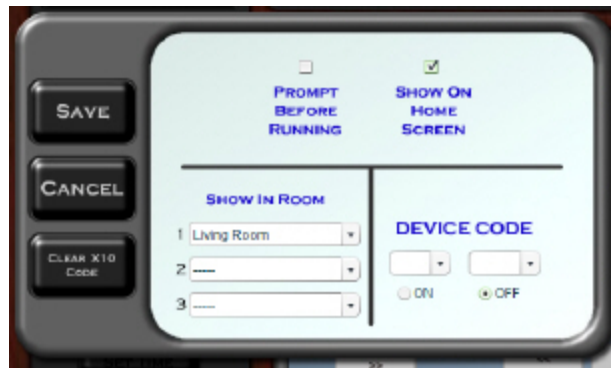 SAVE
CANCEL
CLEAR X10
CODE
PROMPT
BEFORE
RUNNING
SHOW ON
HOME
SCREEN
SHOW IN ROOM
1 Living Room
2 -----
3 -----
DEVICE CODE
ON OFF
>>
<<